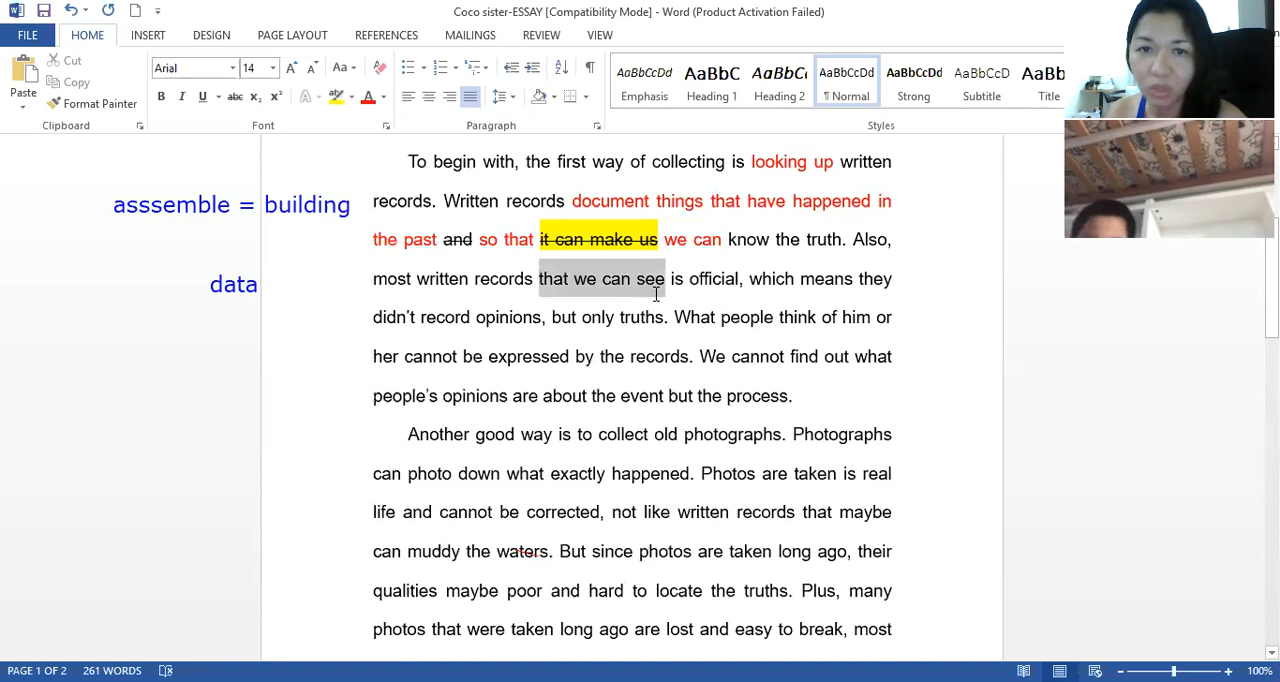 Coco sister-ESSAY [Compatibility Mode] - Word (Product Activation Failed)
FILE HOME INSERT DESIGN PAGE LAYOUT REFERENCES MAILINGS REVIEW VIEW
Cut
Copy
Format Painter
Paste
Clipboard
Arial 14
Aa
B I U abc x₂ x² A A
Font
Paragraph
AaBbCcDd AaBbC AaBbCc AaBbCcDd AaBbCcDd AaBbCcD AaBb
Emphasis Heading 1 Heading 2 ¶ Normal Strong Subtitle Title
Styles
To begin with, the first way of collecting is looking up written
records. Written records document things that have happened in
the past and so that it can make us we can know the truth. Also,
most written records that we can see is official, which means they
didn't record opinions, but only truths. What people think of him or
her cannot be expressed by the records. We cannot find out what
people's opinions are about the event but the process.
Another good way is to collect old photographs. Photographs
can photo down what exactly happened. Photos are taken is real
life and cannot be corrected, not like written records that maybe
can muddy the waters. But since photos are taken long ago, their
qualities maybe poor and hard to locate the truths. Plus, many
photos that were taken long ago are lost and easy to break, most
asssemble = building
data
PAGE 1 OF 2 261 WORDS
100%